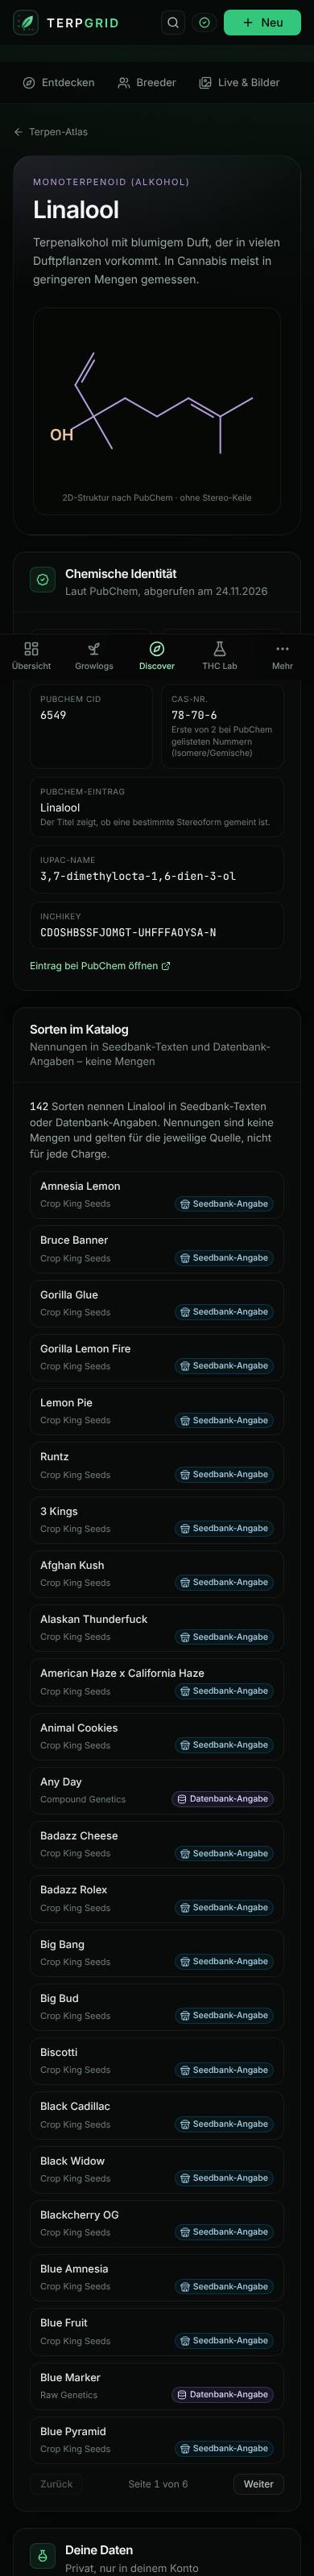 TERPGRID
Neu
Entdecken
Breeder
Live & Bilder
Terpen-Atlas
MONOTERPENOID (ALKOHOL)
Linalool
Terpenalkohol mit blumigem Duft, der in vielen
Duftpflanzen vorkommt. In Cannabis meist in
geringeren Mengen gemessen.
OH
2D-Struktur nach PubChem · ohne Stereo-Keile
Chemische Identität
Laut PubChem, abgerufen am 24.11.2026
Übersicht
Growlogs
Discover
THC Lab
Mehr
PUBCHEM CID
6549
CAS-NR.
78-70-6
Erste von 2 bei PubChem
gelisteten Nummern
(Isomere/Gemische)
PUBCHEM-EINTRAG
Linalool
Der Titel zeigt, ob eine bestimmte Stereoform gemeint ist.
IUPAC-NAME
3,7-dimethylocta-1,6-dien-3-ol
INCHIKEY
CDOSHBSSFJOMGT-UHFFFAOYSA-N
Eintrag bei PubChem öffnen
Sorten im Katalog
Nennungen in Seedbank-Texten und Datenbank-
Angaben – keine Mengen
142 Sorten nennen Linalool in Seedbank-Texten
oder Datenbank-Angaben. Nennungen sind keine
Mengen und gelten für die jeweilige Quelle, nicht
für jede Charge.
Amnesia Lemon
Crop King Seeds
Seedbank-Angabe
Bruce Banner
Crop King Seeds
Seedbank-Angabe
Gorilla Glue
Crop King Seeds
Seedbank-Angabe
Gorilla Lemon Fire
Crop King Seeds
Seedbank-Angabe
Lemon Pie
Crop King Seeds
Seedbank-Angabe
Runtz
Crop King Seeds
Seedbank-Angabe
3 Kings
Crop King Seeds
Seedbank-Angabe
Afghan Kush
Crop King Seeds
Seedbank-Angabe
Alaskan Thunderfuck
Crop King Seeds
Seedbank-Angabe
American Haze x California Haze
Crop King Seeds
Seedbank-Angabe
Animal Cookies
Crop King Seeds
Seedbank-Angabe
Any Day
Compound Genetics
Datenbank-Angabe
Badazz Cheese
Crop King Seeds
Seedbank-Angabe
Badazz Rolex
Crop King Seeds
Seedbank-Angabe
Big Bang
Crop King Seeds
Seedbank-Angabe
Big Bud
Crop King Seeds
Seedbank-Angabe
Biscotti
Crop King Seeds
Seedbank-Angabe
Black Cadillac
Crop King Seeds
Seedbank-Angabe
Black Widow
Crop King Seeds
Seedbank-Angabe
Blackcherry OG
Crop King Seeds
Seedbank-Angabe
Blue Amnesia
Crop King Seeds
Seedbank-Angabe
Blue Fruit
Crop King Seeds
Seedbank-Angabe
Blue Marker
Raw Genetics
Datenbank-Angabe
Blue Pyramid
Crop King Seeds
Seedbank-Angabe
Zurück
Seite 1 von 6
Weiter
Deine Daten
Privat, nur in deinem Konto